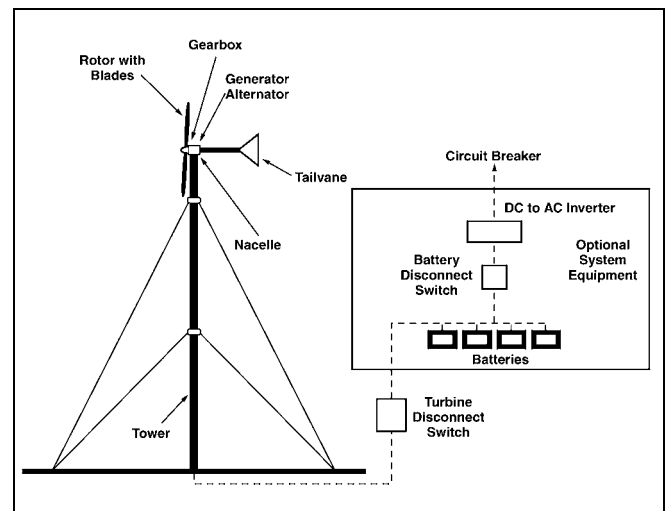 Gearbox
Rotor with
Blades
Generator
Alternator
Tailvane
Nacelle
Tower
Circuit Breaker
DC to AC Inverter
Optional
System
Equipment
Battery
Disconnect
Switch
Batteries
Turbine
Disconnect
Switch